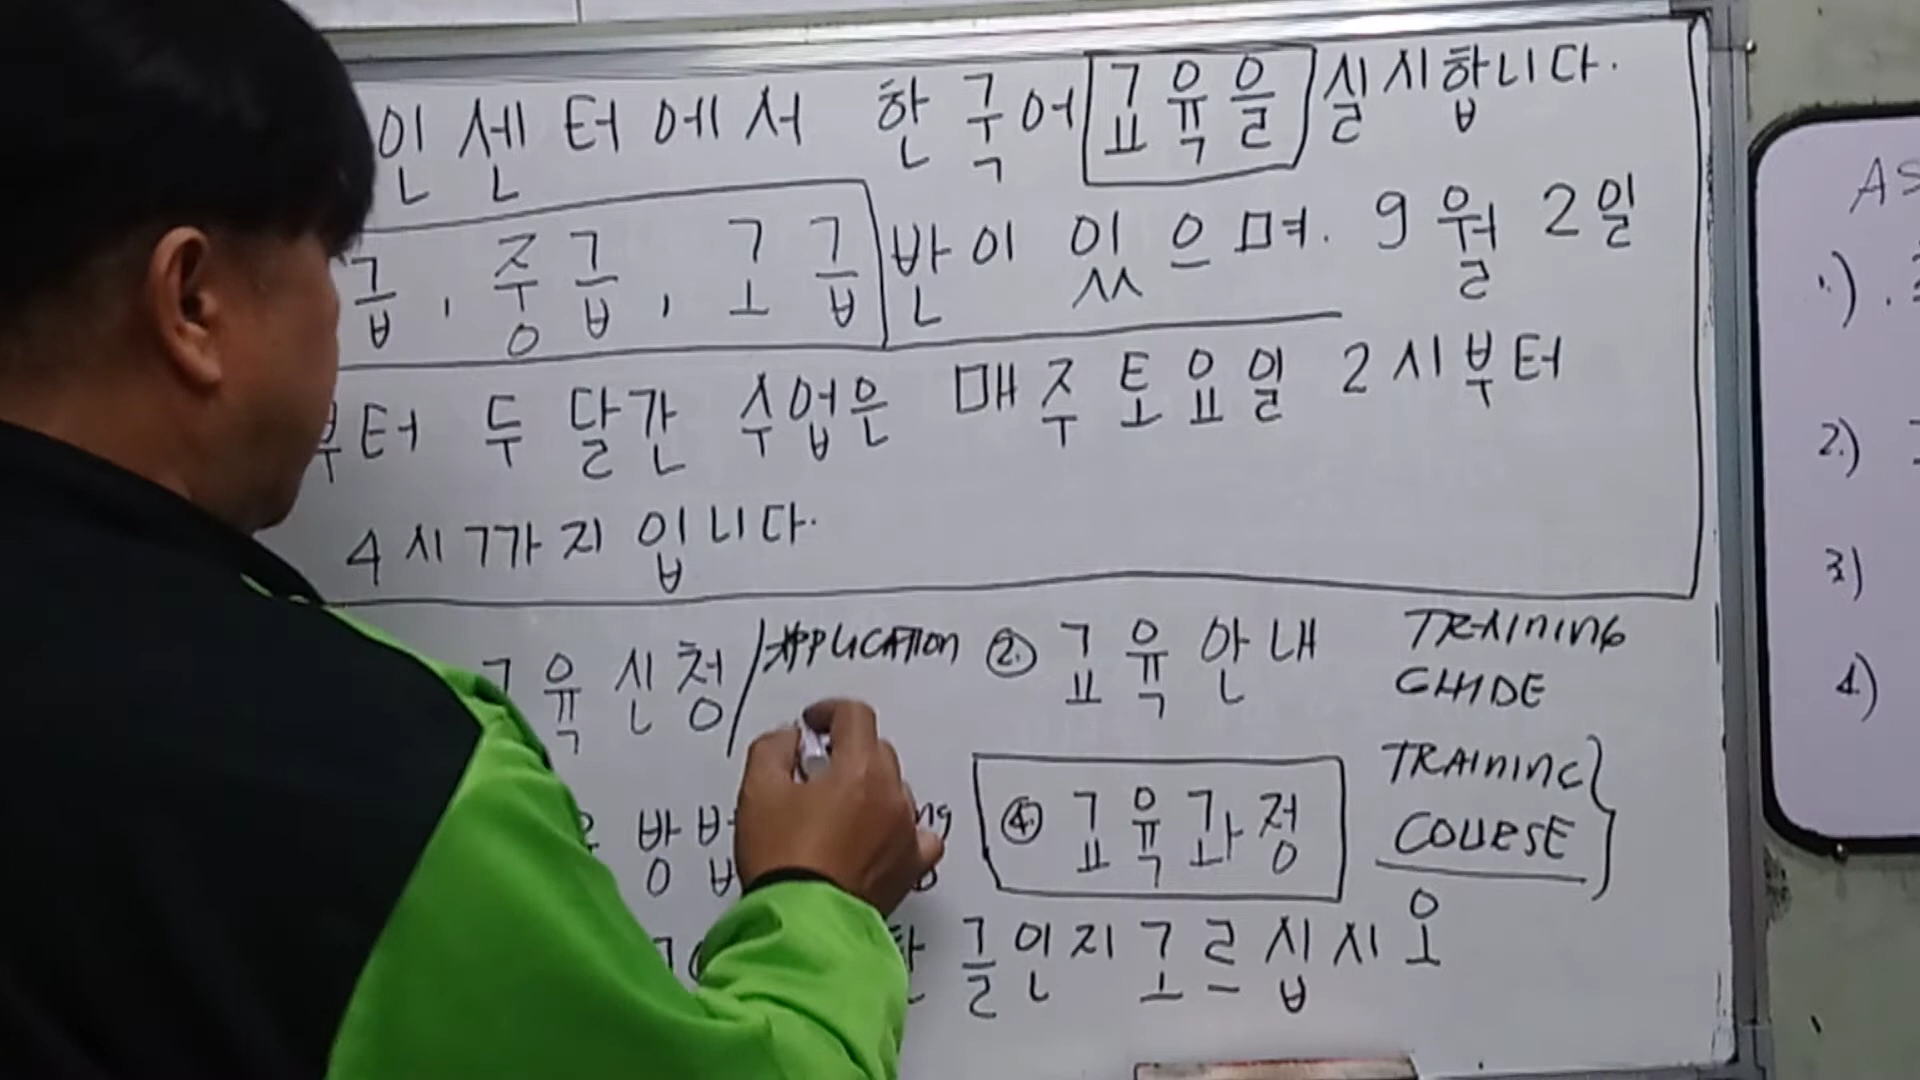 인센터에서 한국어 교육을 실시합니다.
급, 중급, 고급 반이 있으며. 9월 2일
부터 두 달간 수업은 매주 토요일 2시부터
4시까지 입니다.
교육 신청 / APPLICATION ② 교육 안내 TRAINING GUIDE
방법 ④ 교육과정 TRAINING COURSE
한 글인지 고르십시오
AS
1)
2)
3)
4)